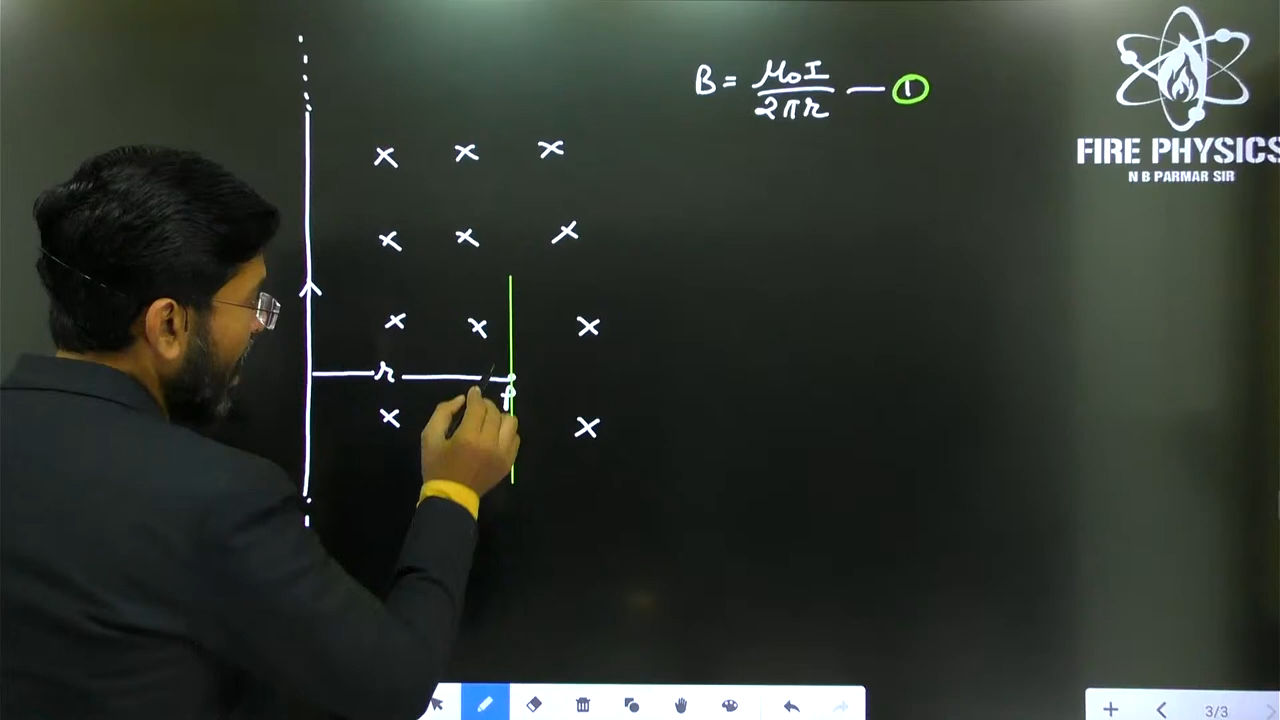 B = μ₀I / 2πr — ①
FIRE PHYSICS
N B PARMAR SIR
× × ×
× × ×
× × ×
r
P
× ×
3/3